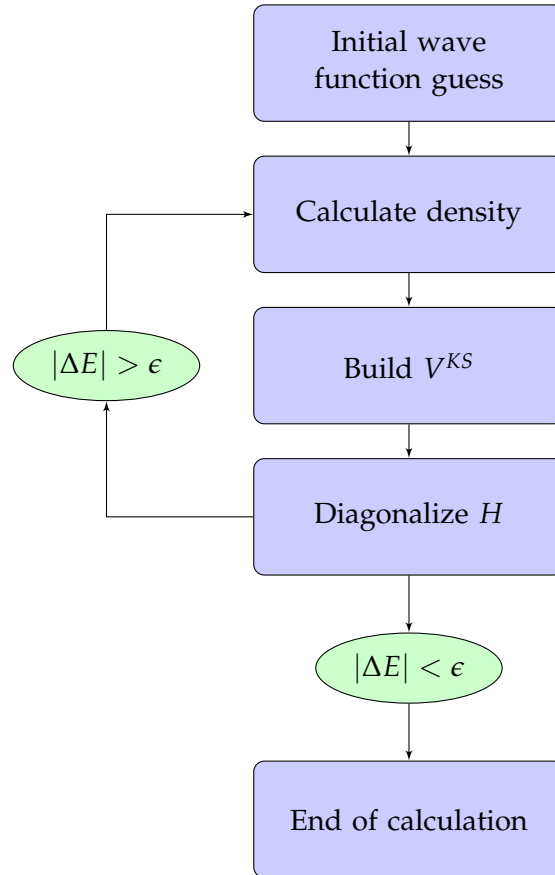 Initial wave
function guess
Calculate density
|ΔE| > ϵ
Build V^{KS}
Diagonalize H
|ΔE| < ϵ
End of calculation